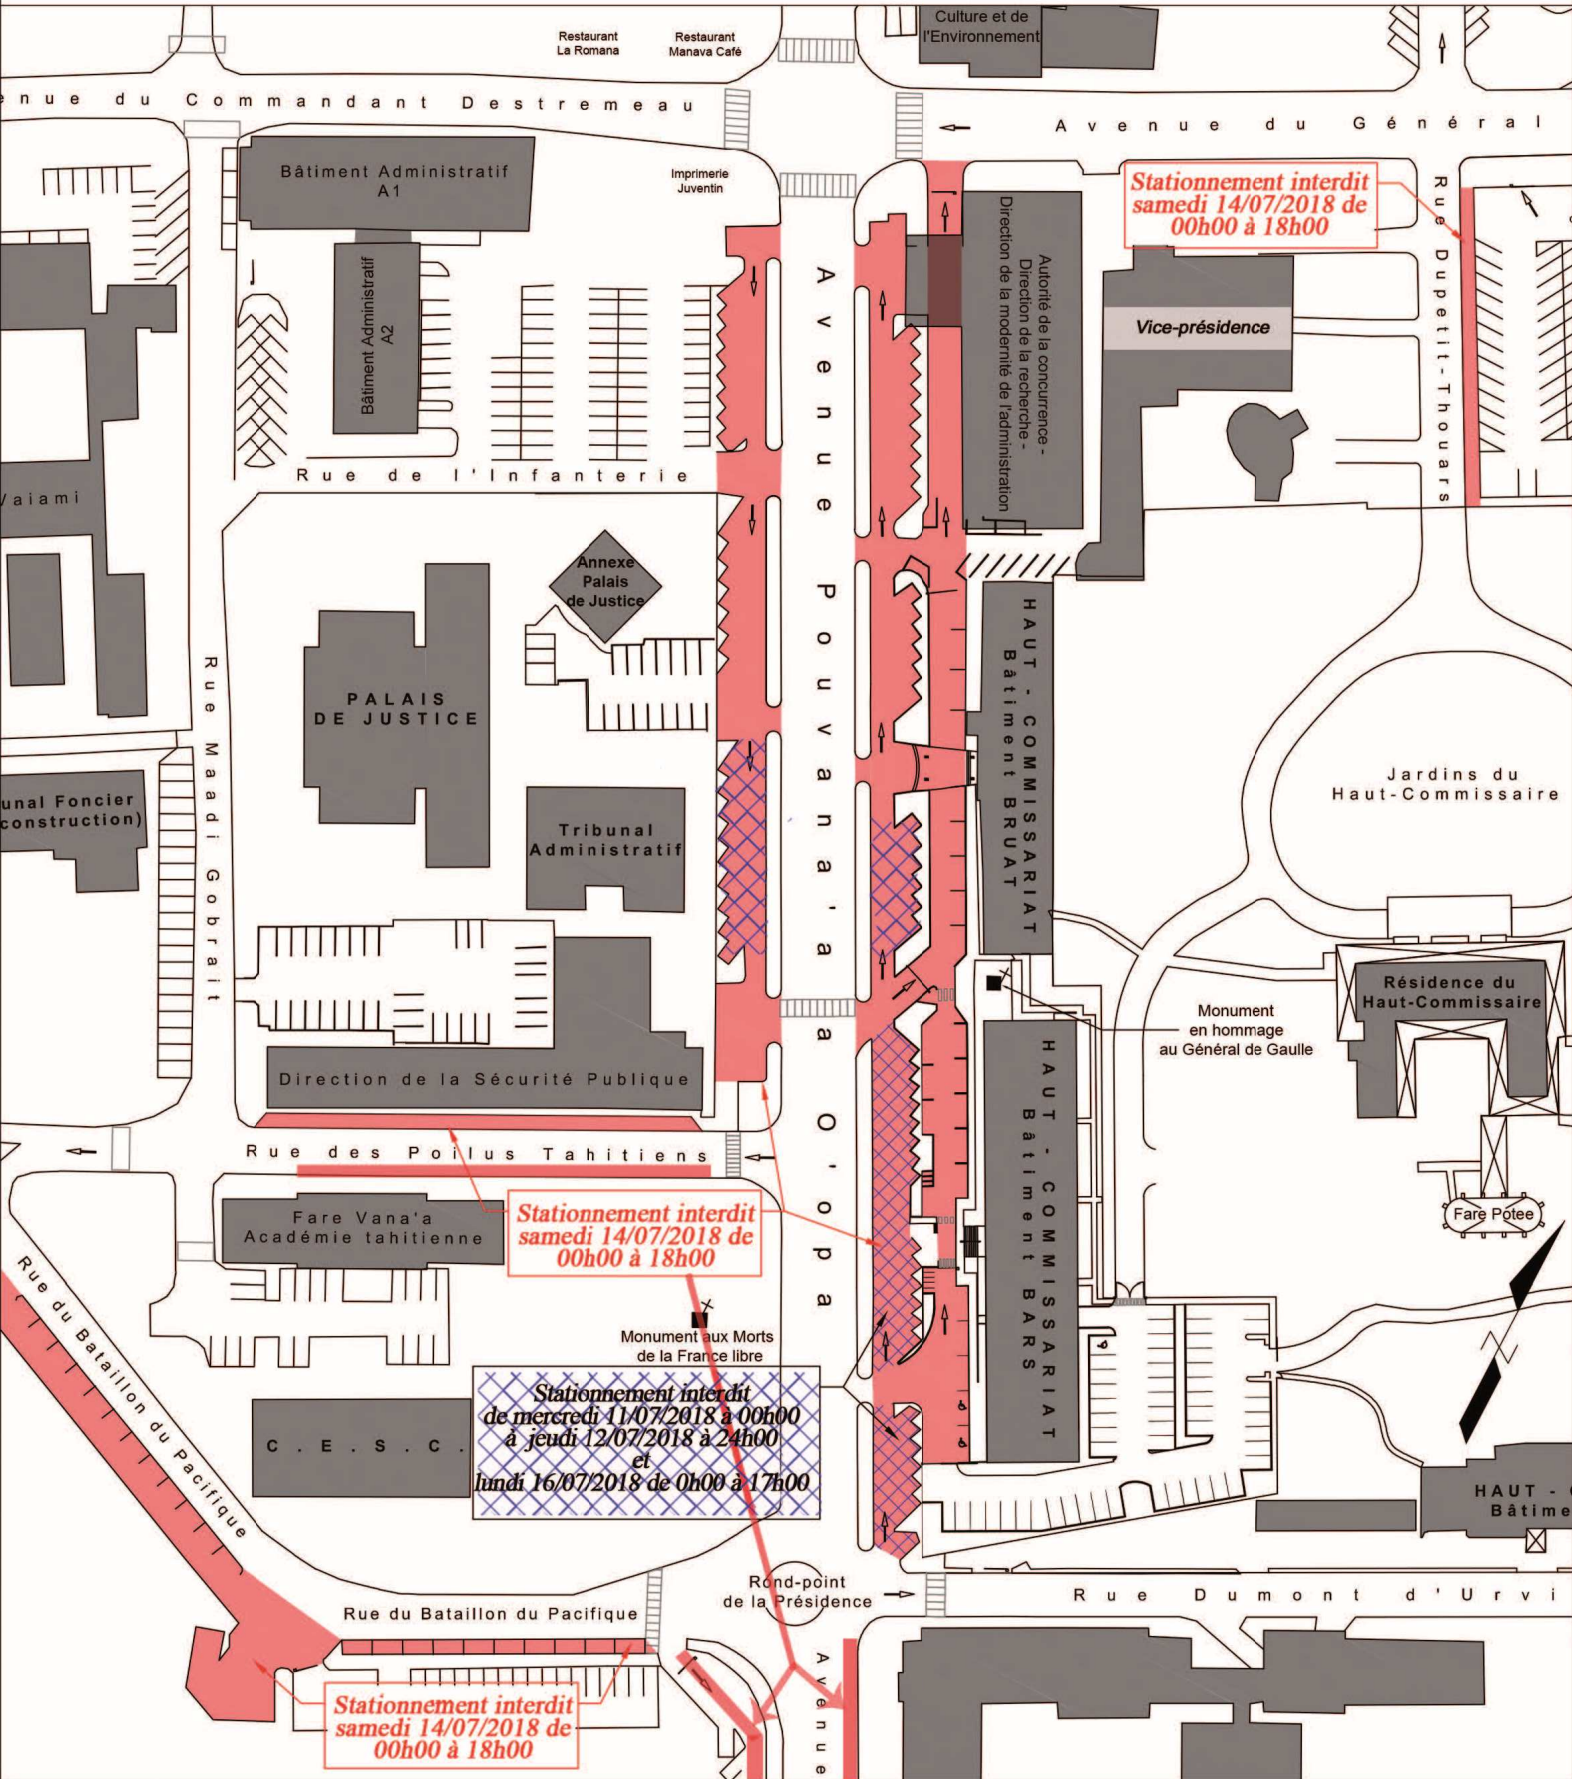 Culture et de
l'Environnement
Restaurant
La Romana
Restaurant
Manava Café
enue du Commandant Destremeau
Avenue du Général
Bâtiment Administratif
A1
Imprimerie
Juventin
Stationnement interdit
samedi 14/07/2018 de
00h00 à 18h00
Rue Dupetit-Thouars
Bâtiment Administratif
A2
Autorité de la concurrence -
Direction de la recherche -
Direction de la modernité de l'administration
Vice-présidence
Avenue Pouvana'a a O'opa
Rue de l'Infanterie
Vaiami
Annexe
Palais
de Justice
PALAIS
DE JUSTICE
HAUT - COMMISSARIAT
Bâtiment BRUAT
Rue Maadi Gobrait
Jardins du
Haut-Commissaire
unal Foncier
construction)
Tribunal
Administratif
Résidence du
Haut-Commissaire
Monument
en hommage
au Général de Gaulle
Direction de la Sécurité Publique
HAUT - COMMISSARIAT
Bâtiment BARS
Rue des Poilus Tahitiens
Fare Vana'a
Académie tahitienne
Stationnement interdit
samedi 14/07/2018 de
00h00 à 18h00
Fare Potee
Rue du Bataillon du Pacifique
Monument aux Morts
de la France libre
Stationnement interdit
de mercredi 11/07/2018 à 00h00
à jeudi 12/07/2018 à 24h00
et
lundi 16/07/2018 de 0h00 à 17h00
C.E.S.C.
HAUT -
Bâtime
Rond-point
de la Présidence
Rue Dumont d'Urvi
Rue du Bataillon du Pacifique
Avenue
Stationnement interdit
samedi 14/07/2018 de
00h00 à 18h00